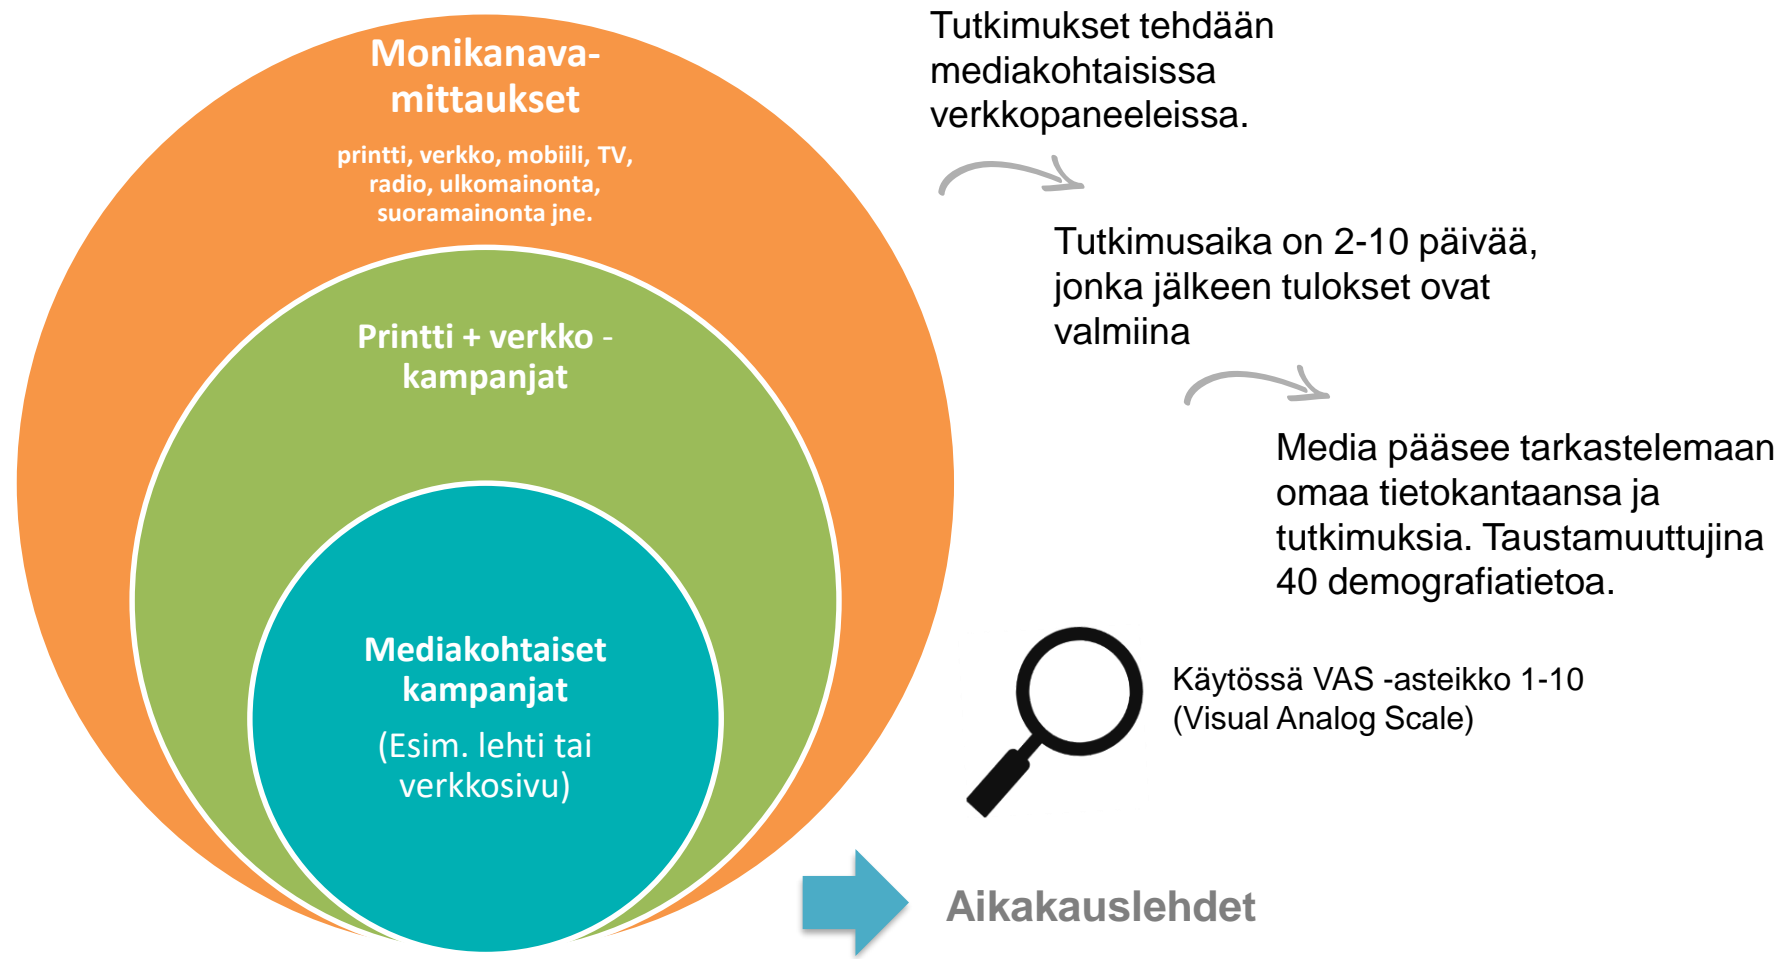 Monikanava-
mittaukset
printti, verkko, mobiili, TV,
radio, ulkomainonta,
suoramainonta jne.
Printti + verkko -
kampanjat
Mediakohtaiset
kampanjat
(Esim. lehti tai
verkkosivu)
Tutkimukset tehdään
mediakohtaisissa
verkkopaneeleissa.
Tutkimusaika on 2-10 päivää,
jonka jälkeen tulokset ovat
valmiina
Media pääsee tarkastelemaan
omaa tietokantaansa ja
tutkimuksia. Taustamuuttujina
40 demografiatietoa.
Käytössä VAS -asteikko 1-10
(Visual Analog Scale)
Aikakauslehdet